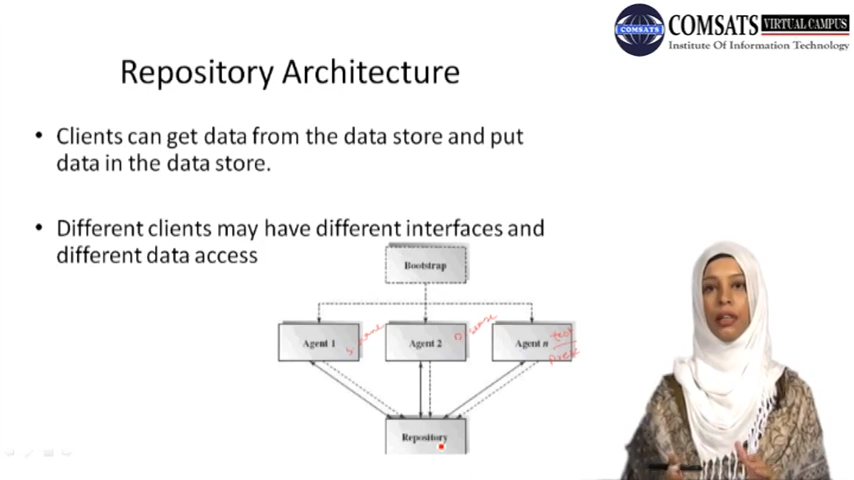 COMSATS VIRTUAL CAMPUS
Institute Of Information Technology
COMSATS
Repository Architecture
• Clients can get data from the data store and put
data in the data store.
• Different clients may have different interfaces and
different data access
Bootstrap
Agent 1
Agent 2
Agent n
Repository